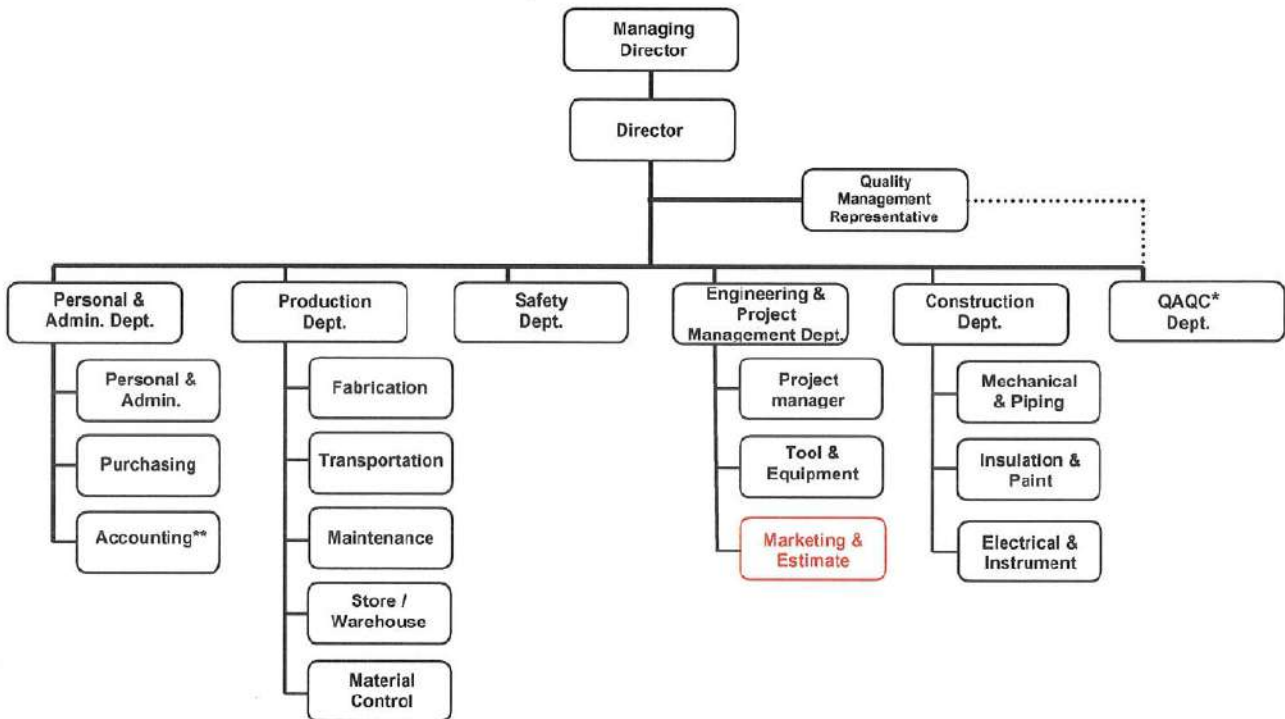 Managing
Director
Director
Quality
Management
Representative
Personal &
Admin. Dept.
Production
Dept.
Safety
Dept.
Engineering &
Project
Management Dept.
Construction
Dept.
QAQC*
Dept.
Personal &
Admin.
Purchasing
Accounting**
Fabrication
Transportation
Maintenance
Store /
Warehouse
Material
Control
Project
manager
Tool &
Equipment
Marketing &
Estimate
Mechanical
& Piping
Insulation &
Paint
Electrical &
Instrument